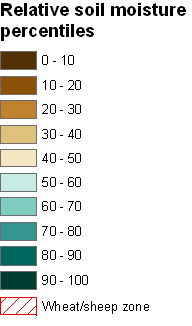 Relative soil moisture
percentiles
0 - 10
10 - 20
20 - 30
30 - 40
40 - 50
50 - 60
60 - 70
70 - 80
80 - 90
90 - 100
Wheat/sheep zone